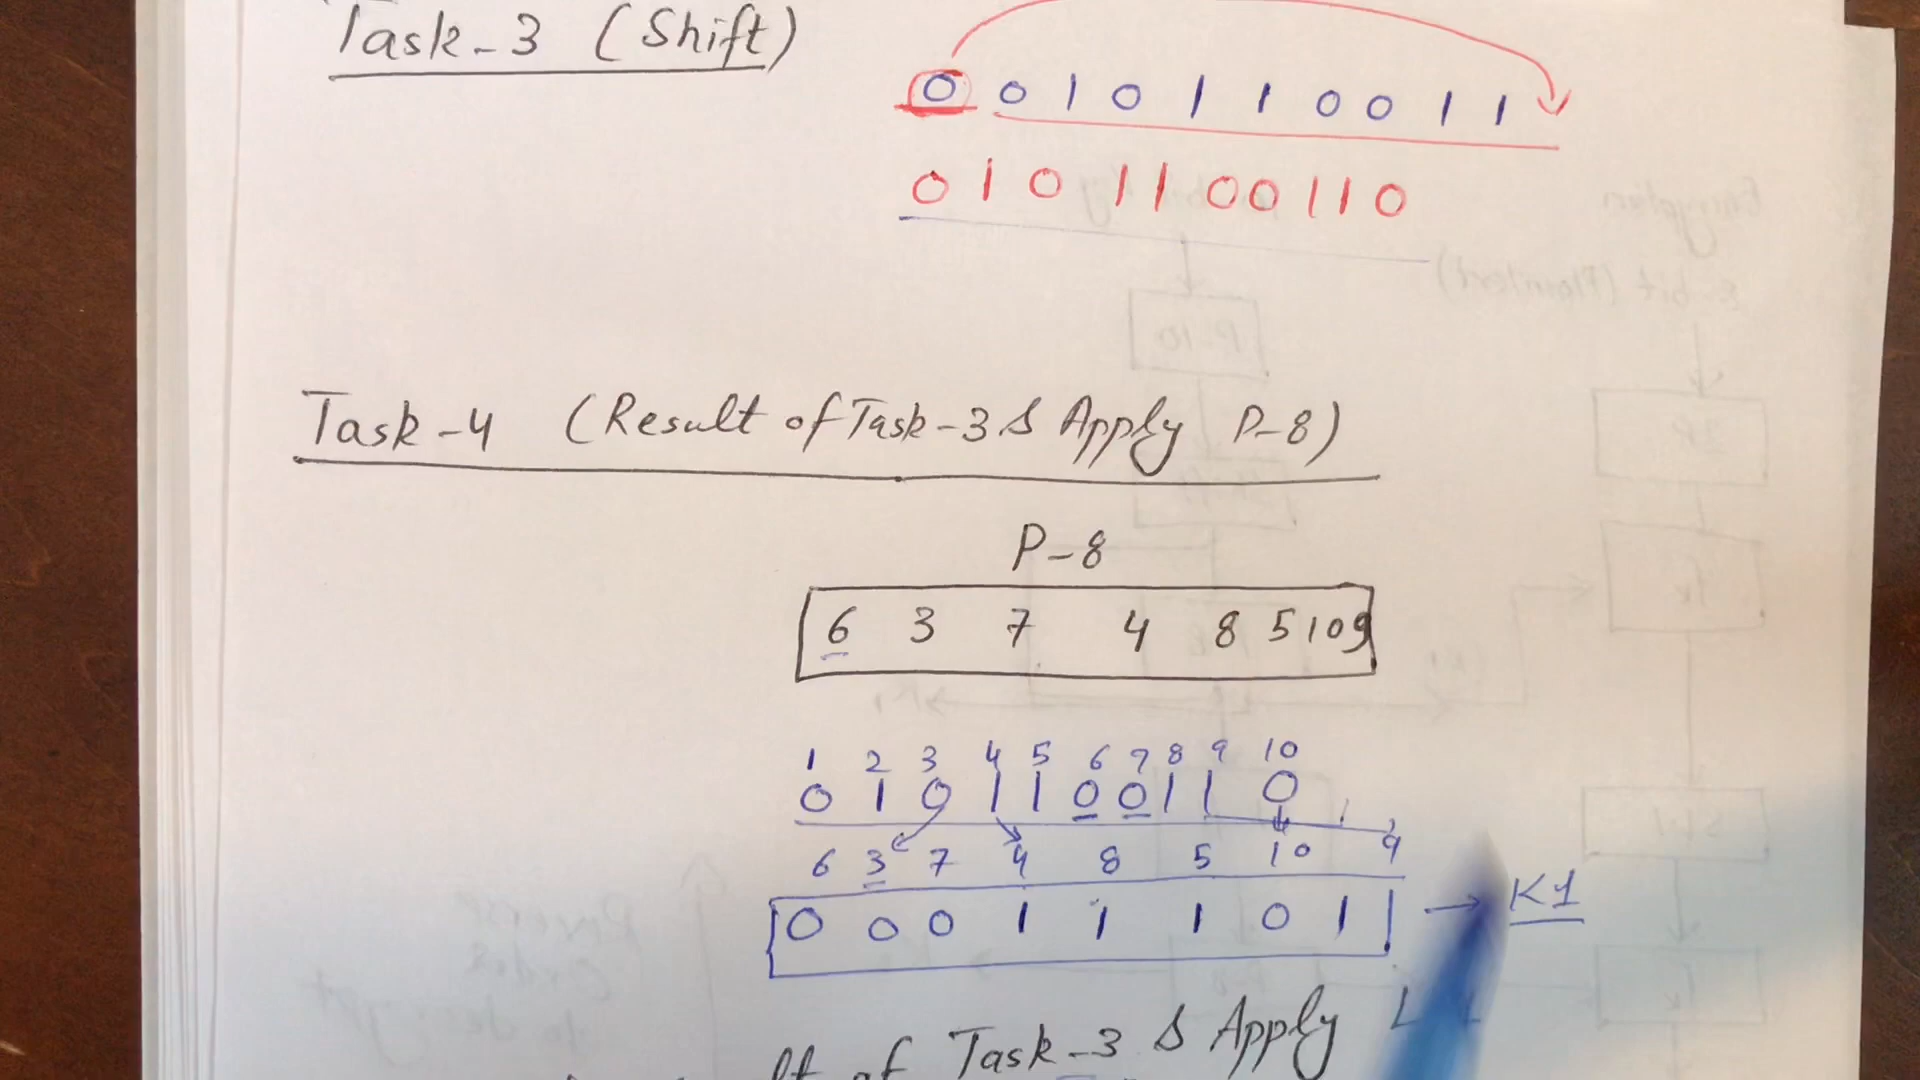 Task-3 (Shift)
0 0 1 0 1 1 0 0 1 1
0 1 0 1 1 0 0 1 1 0
Task-4 (Result of Task-3 & Apply P-8)
P-8
6 3 7 4 8 5 10 9
1 2 3 4 5 6 7 8 9 10
0 1 0 1 1 0 0 1 1 0
6 3 7 4 8 5 10 9
0 0 0 1 1 1 0 1 → K1
of Task-3 & Apply